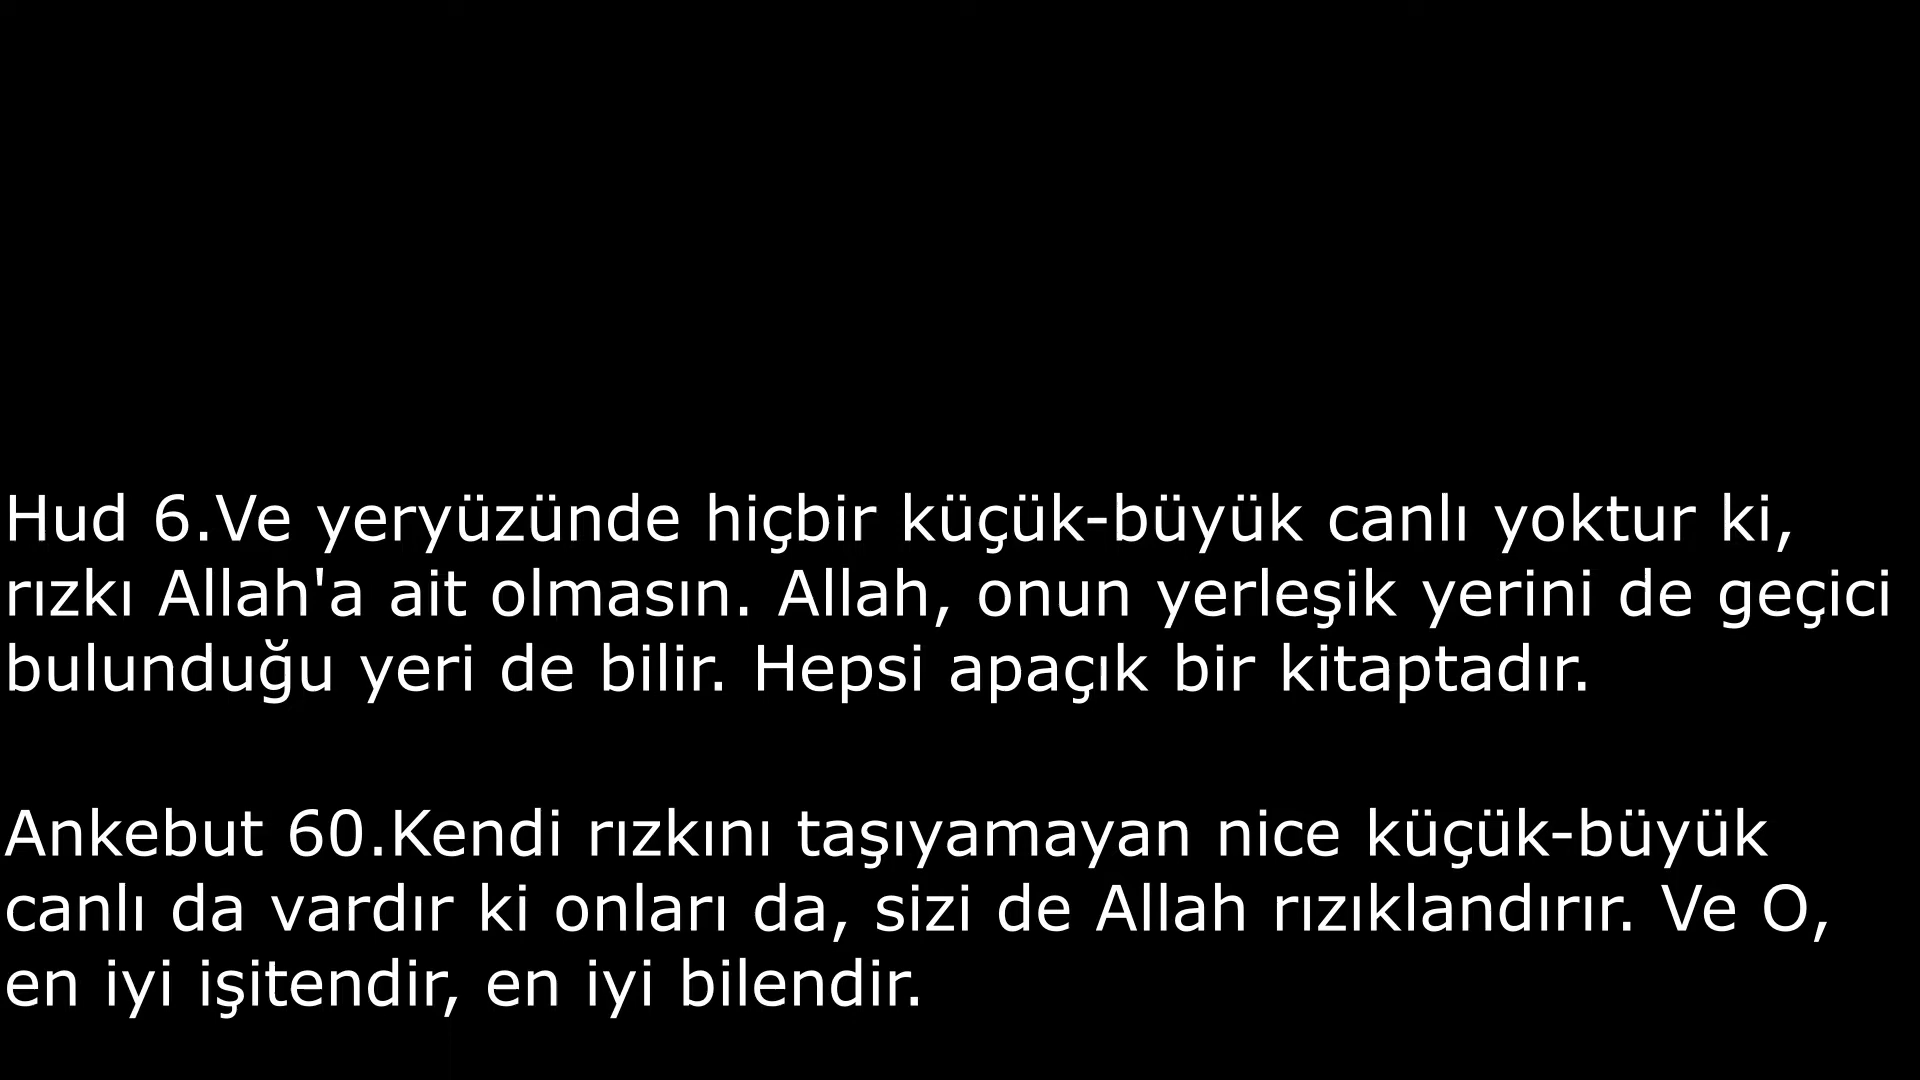 Hud 6.Ve yeryüzünde hiçbir küçük-büyük canlı yoktur ki,
rızkı Allah'a ait olmasın. Allah, onun yerleşik yerini de geçici
bulunduğu yeri de bilir. Hepsi apaçık bir kitaptadır.
Ankebut 60.Kendi rızkını taşıyamayan nice küçük-büyük
canlı da vardır ki onları da, sizi de Allah rızıklandırır. Ve O,
en iyi işitendir, en iyi bilendir.